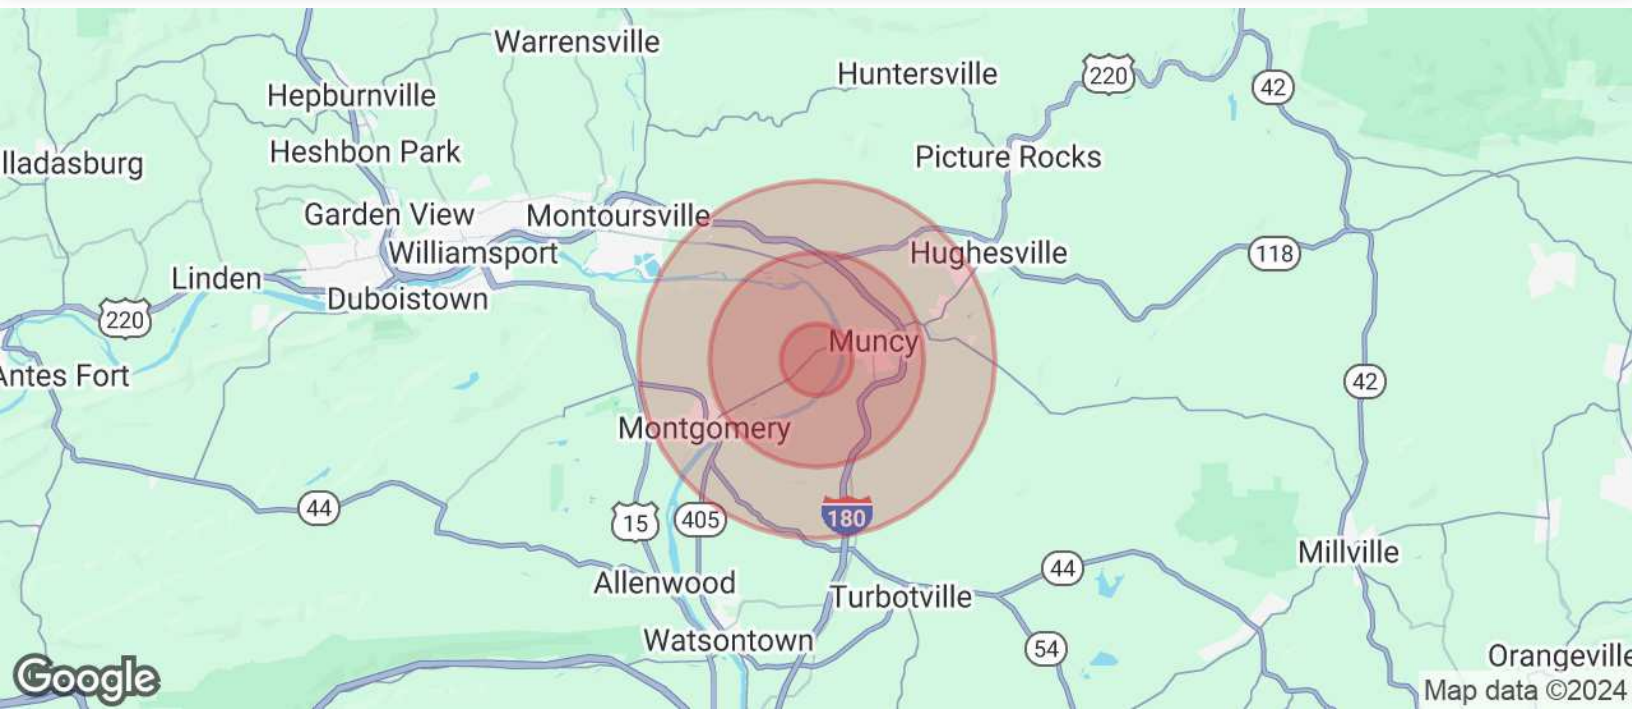 Warrensville
Huntersville
220
42
Hepburnville
Heshbon Park
lladasburg
Picture Rocks
Garden View
Montoursville
Williamsport
Hughesville
118
Linden
Duboistown
220
Muncy
Antes Fort
42
Montgomery
44
15
405
180
Millville
Allenwood
44
Turbotville
Watsontown
54
Orangeville
Google
Map data ©2024